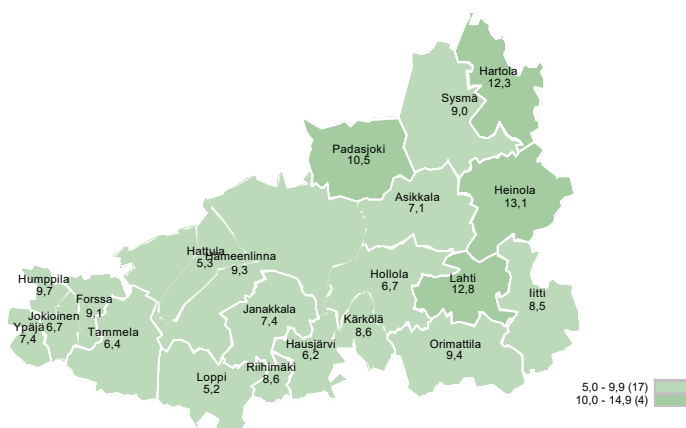 Hartola
12,3
Sysmä
9,0
Padasjoki
10,5
Heinola
13,1
Asikkala
7,1
Hattula
5,3
Hämeenlinna
9,3
Hollola
6,7
Lahti
12,8
Iitti
8,5
Humppila
9,7
Forssa
9,1
Jokioinen
6,7
Ypäjä
7,4
Tammela
6,4
Janakkala
7,4
Kärkölä
8,6
Hausjärvi
6,2
Orimattila
9,4
Riihimäki
8,6
Loppi
5,2
5,0 - 9,9 (17)
10,0 - 14,9 (4)